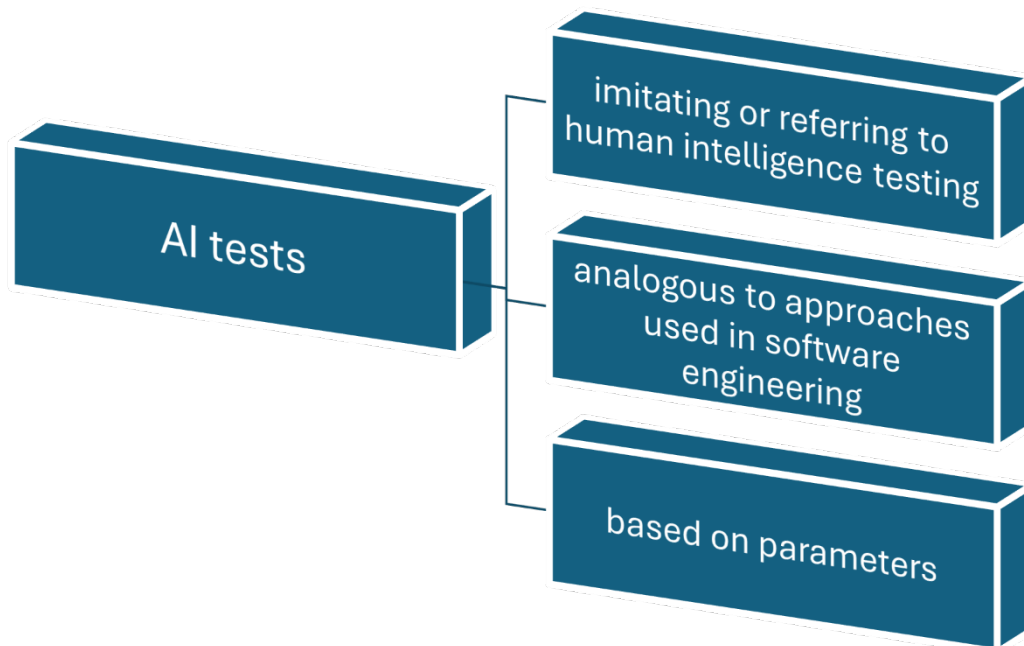 AI tests
imitating or referring to
human intelligence testing
analogous to approaches
used in software
engineering
based on parameters